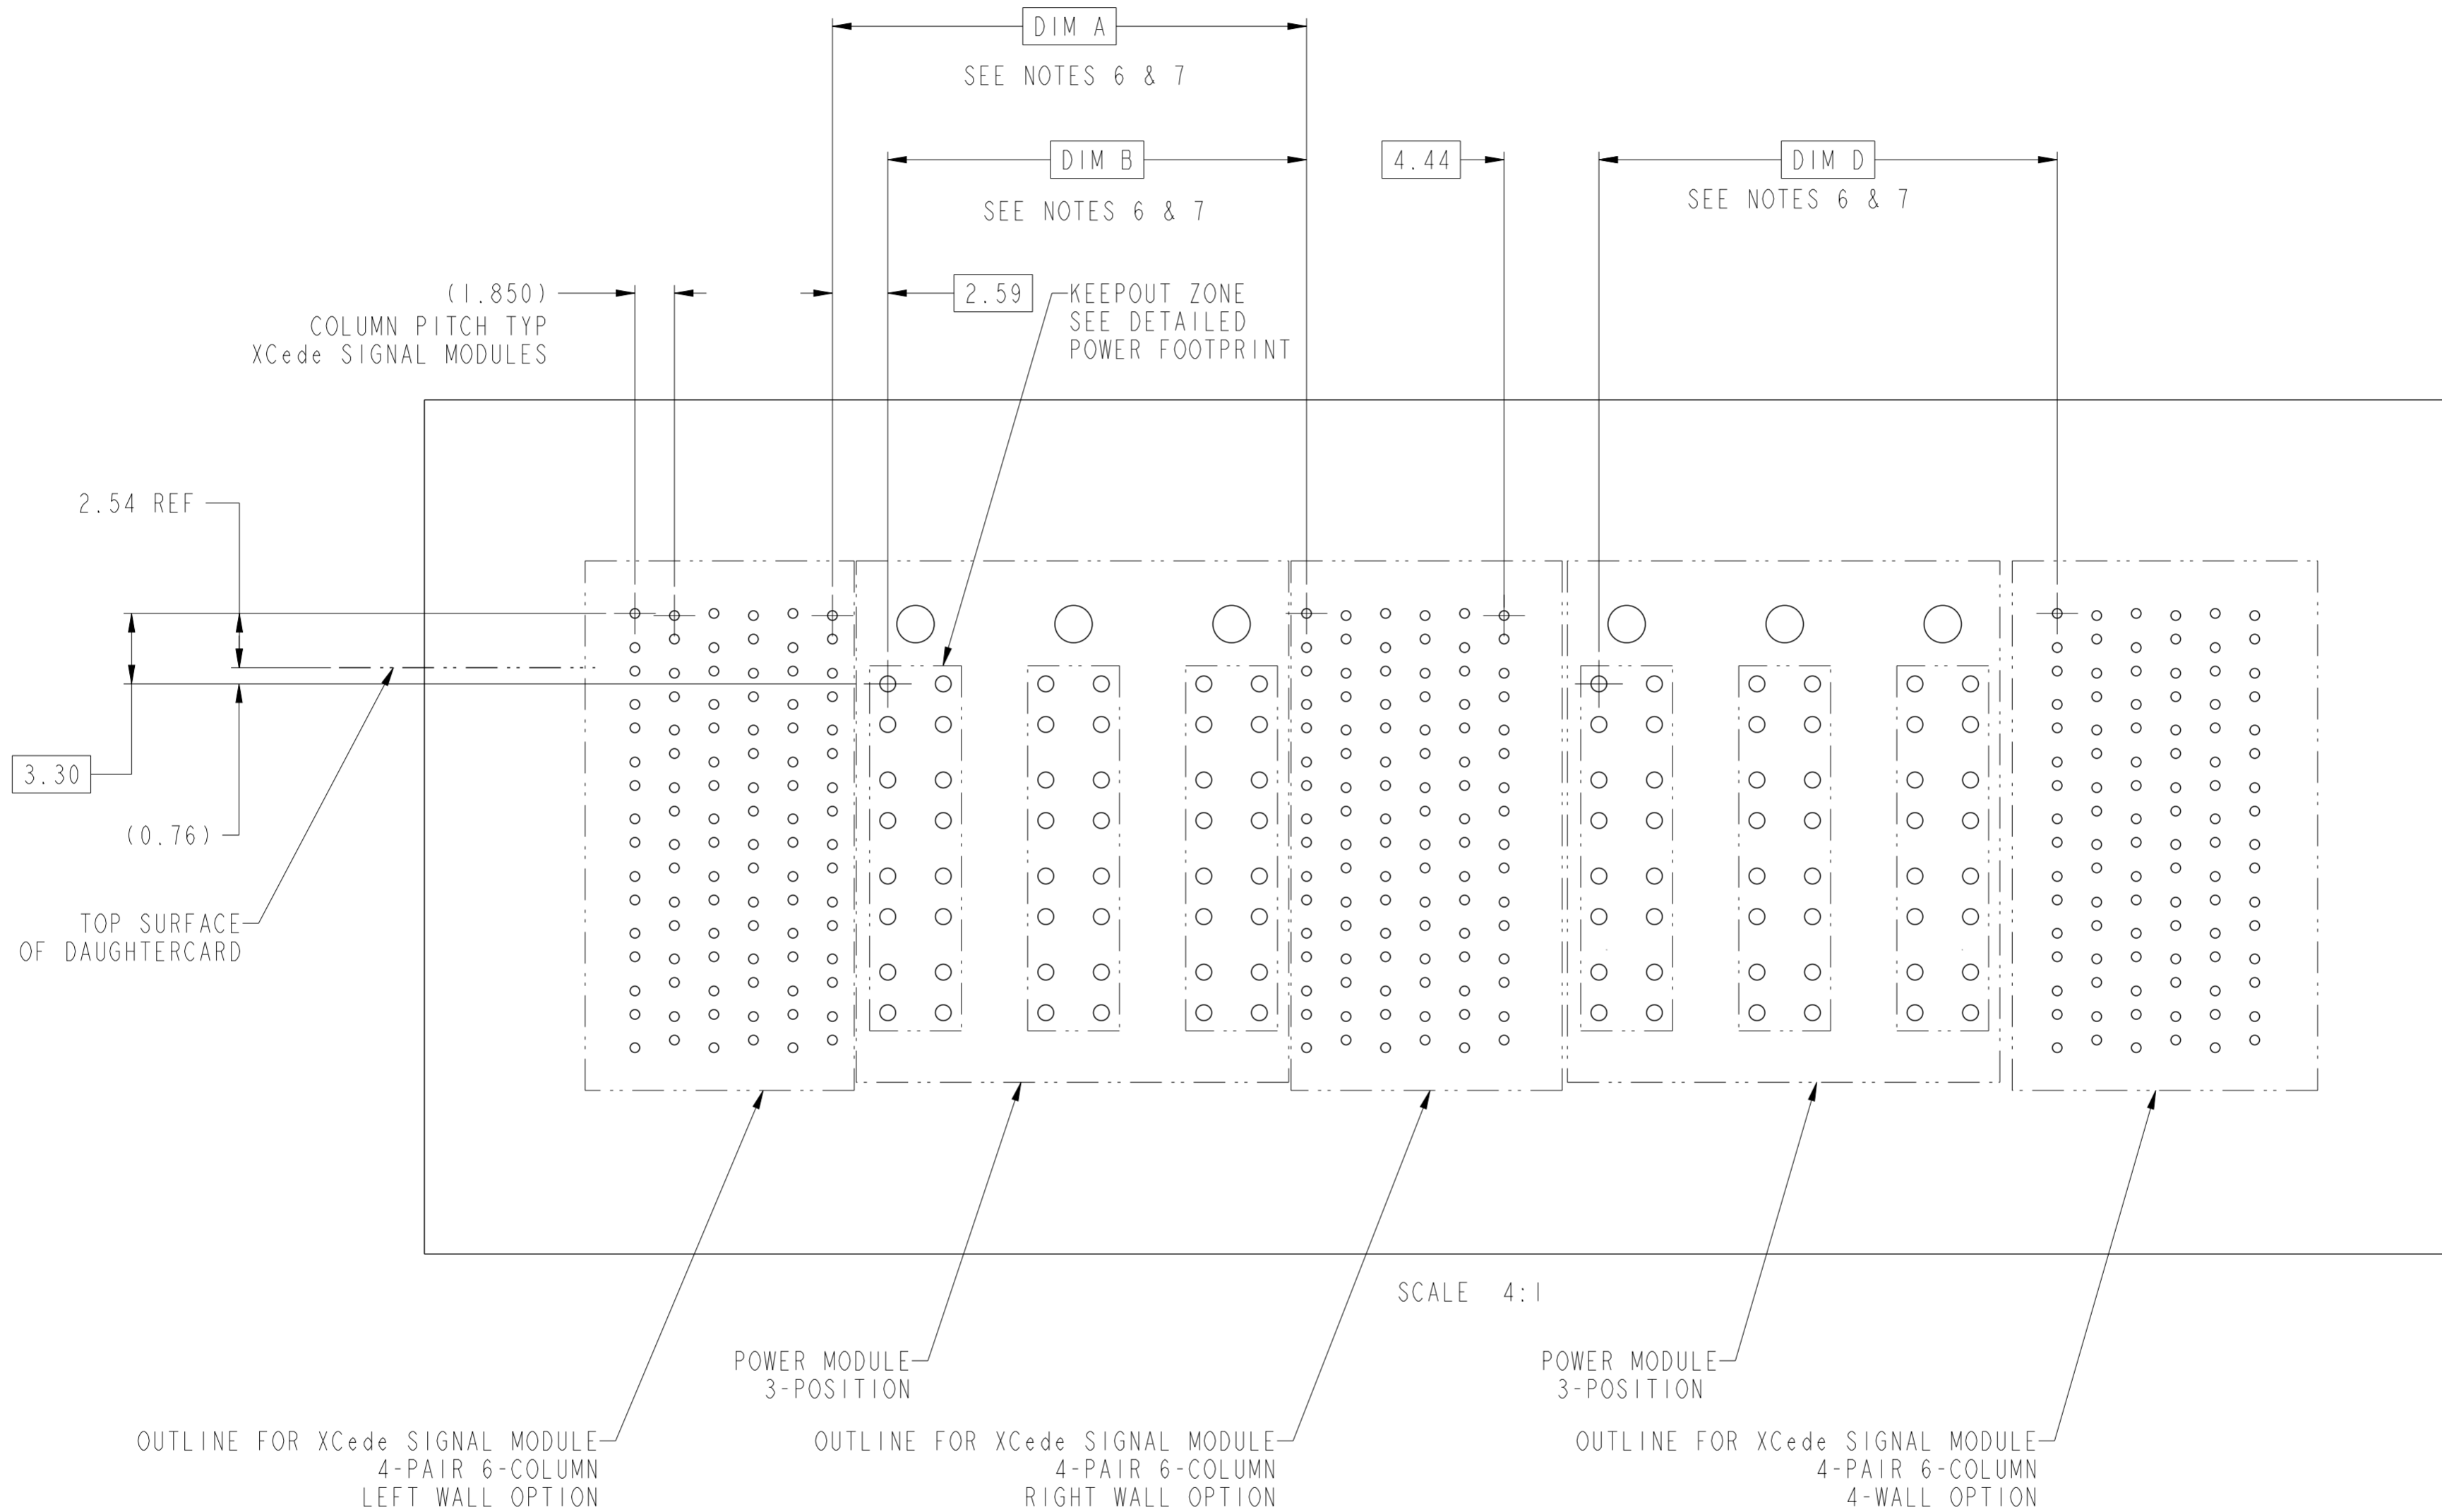 DIM A
SEE NOTES 6 & 7
DIM B
4.44
DIM D
SEE NOTES 6 & 7
SEE NOTES 6 & 7
(1.850)
COLUMN PITCH TYP
XCede SIGNAL MODULES
2.59
KEEPOUT ZONE
SEE DETAILED
POWER FOOTPRINT
2.54 REF
3.30
(0.76)
TOP SURFACE
OF DAUGHTERCARD
SCALE 4:1
POWER MODULE
3-POSITION
POWER MODULE
3-POSITION
OUTLINE FOR XCede SIGNAL MODULE
4-PAIR 6-COLUMN
LEFT WALL OPTION
OUTLINE FOR XCede SIGNAL MODULE
4-PAIR 6-COLUMN
RIGHT WALL OPTION
OUTLINE FOR XCede SIGNAL MODULE
4-PAIR 6-COLUMN
4-WALL OPTION